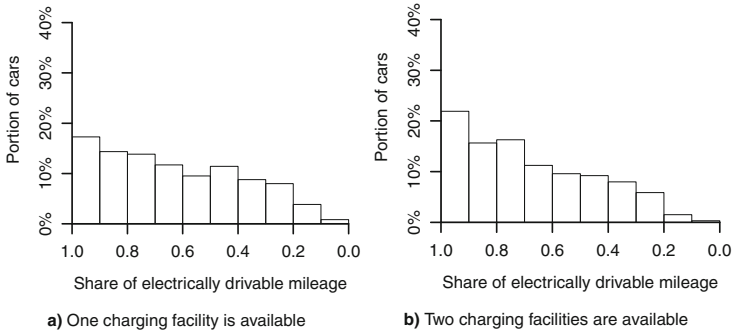 40%
30%
20%
10%
0%
Portion of cars
1.0 0.8 0.6 0.4 0.2 0.0
Share of electrically drivable mileage
a) One charging facility is available
40%
30%
20%
10%
0%
Portion of cars
1.0 0.8 0.6 0.4 0.2 0.0
Share of electrically drivable mileage
b) Two charging facilities are available